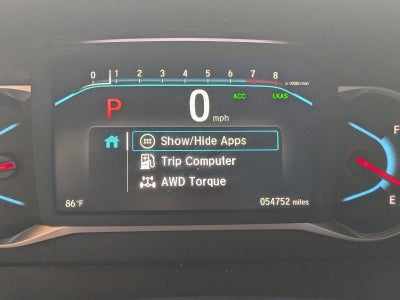 0 1 2 3 4 5 6 7 8 x1000r/min
P 0 mph
ACC LKAS
Show/Hide Apps
Trip Computer
AWD Torque
86°F 054752 miles
F
E